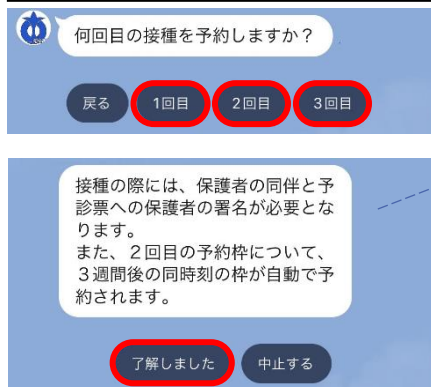 何回目の接種を予約しますか？
戻る 1回目 2回目 3回目
接種の際には、保護者の同伴と予
診票への保護者の署名が必要とな
ります。
また、２回目の予約枠について、
３週間後の同時刻の枠が自動で予
約されます。
了解しました 中止する